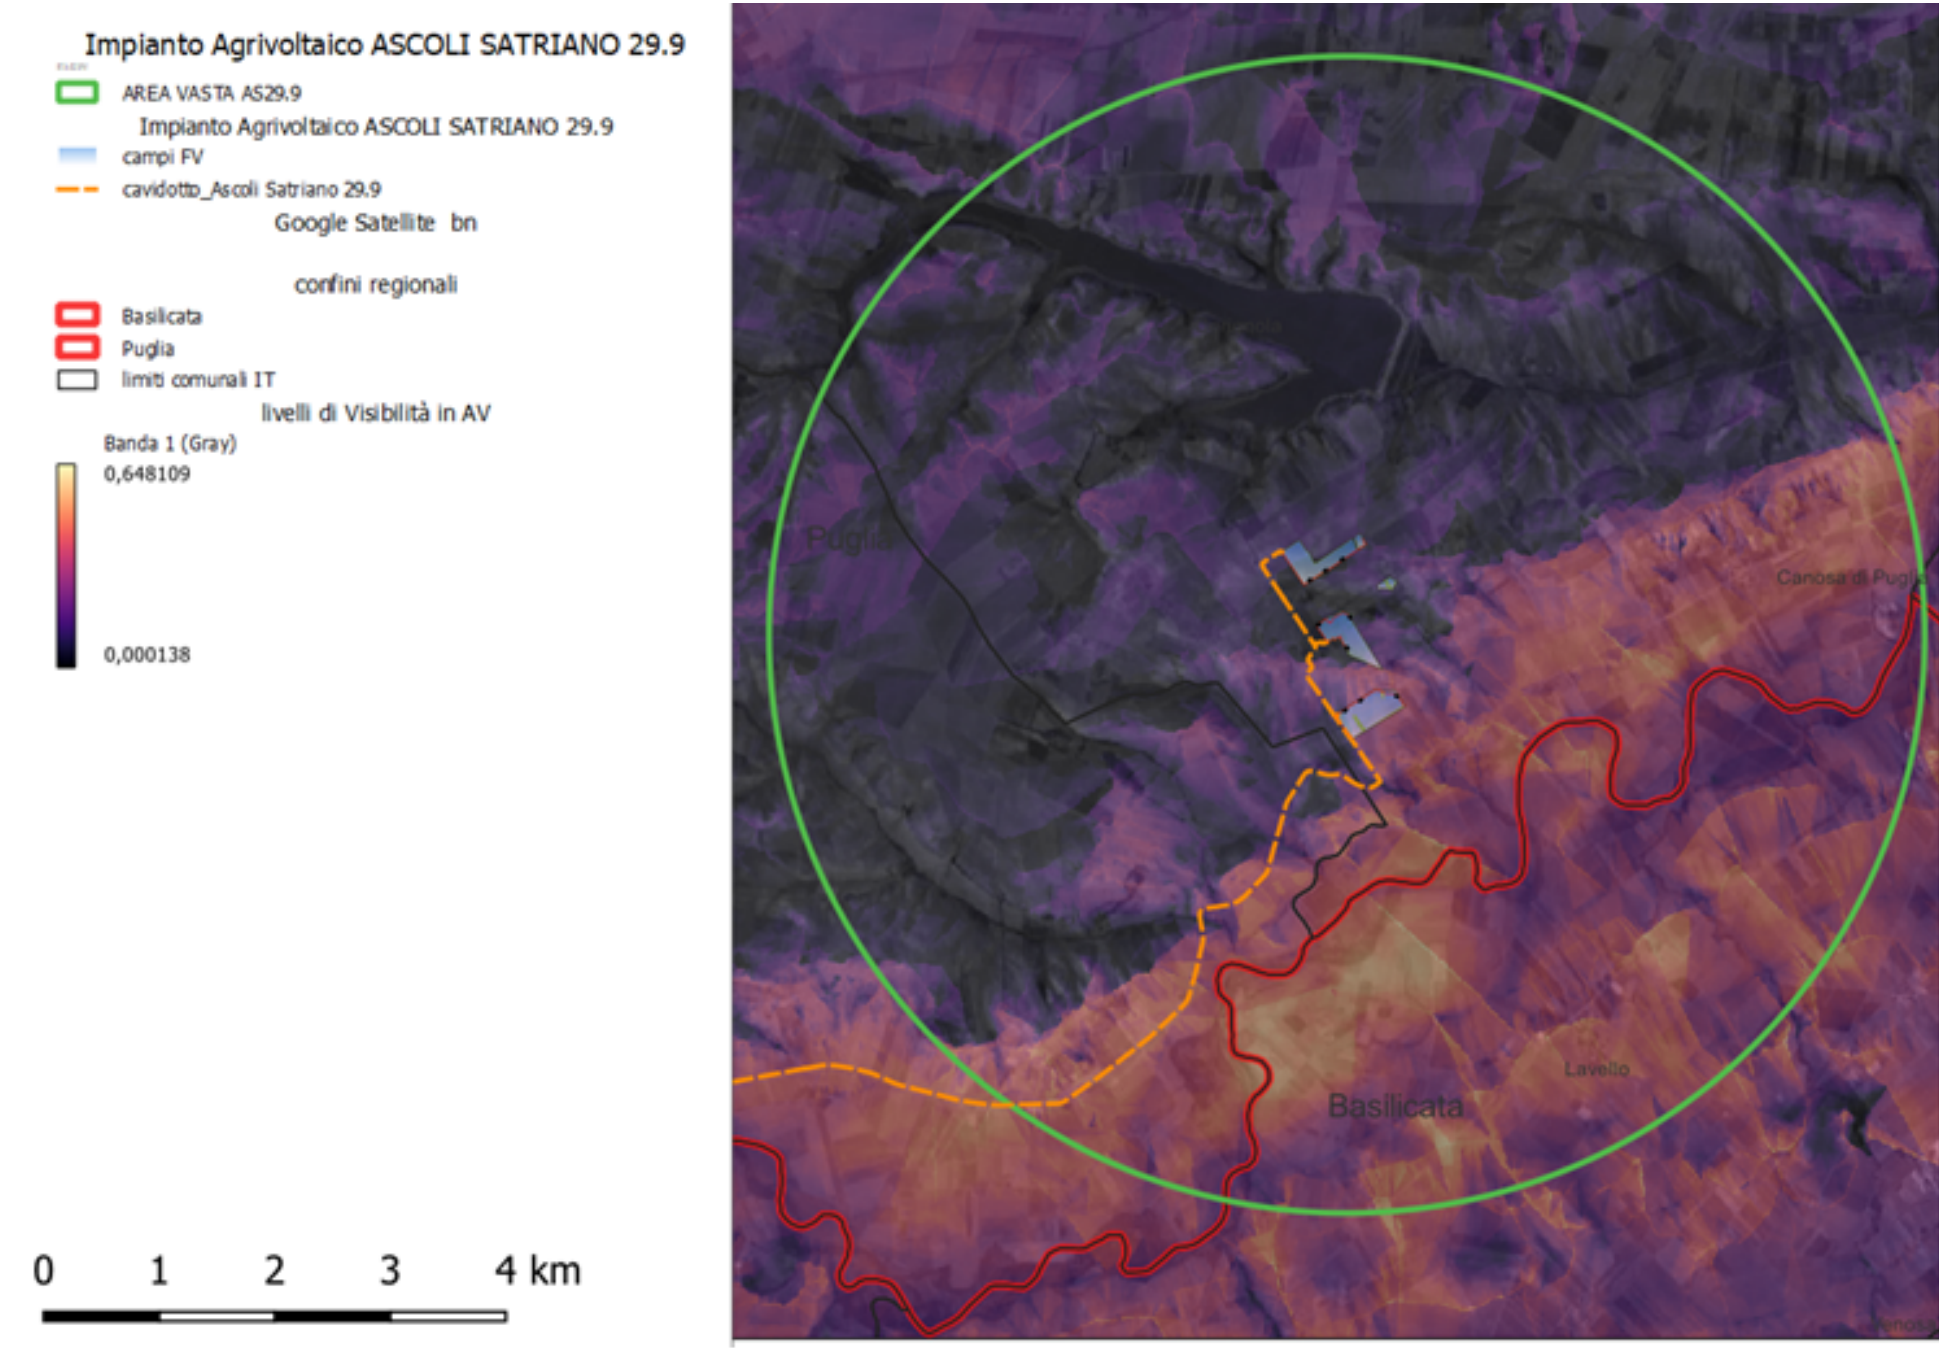 Impianto Agrivoltaico ASCOLI SATRIANO 29.9
AREA VASTA AS29.9
Impianto Agrivoltaico ASCOLI SATRIANO 29.9
campi FV
cavidotto_Ascoli Satriano 29.9
Google Satellite bn
confini regionali
Basilicata
Puglia
limiti comunali IT
livelli di Visibilità in AV
Banda 1 (Gray)
0,648109
0,000138
0 1 2 3 4 km
Puglia
Canosa di Puglia
Lavello
Basilicata